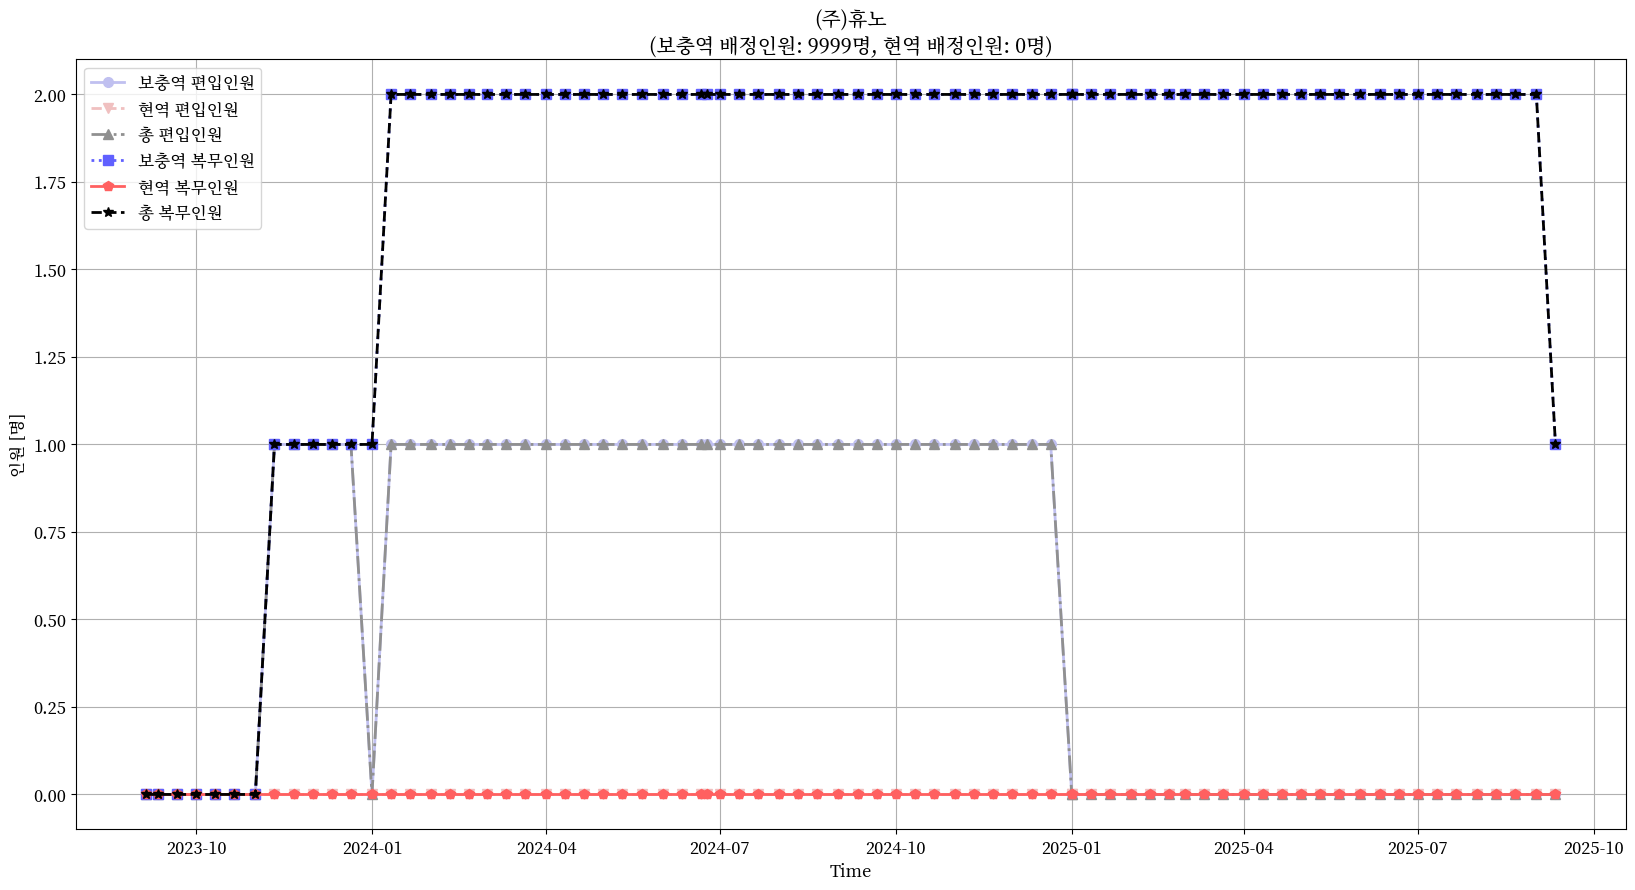 (주)휴노
(보충역 배정인원: 9999명, 현역 배정인원: 0명)
보충역 편입인원
현역 편입인원
총 편입인원
보충역 복무인원
현역 복무인원
총 복무인원
2.00
1.75
1.50
1.25
1.00
0.75
0.50
0.25
0.00
인원 [명]
2023-10
2024-01
2024-04
2024-07
2024-10
2025-01
2025-04
2025-07
2025-10
Time